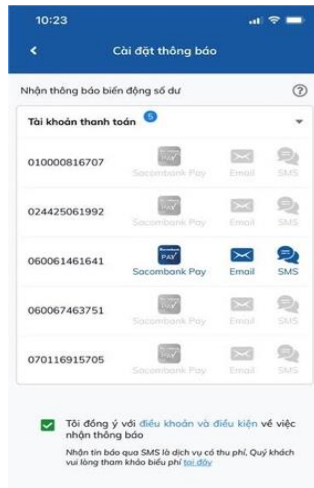 10:23
Cài đặt thông báo
Nhận thông báo biến động số dư
Tài khoản thanh toán 5
010000816707 Sacombank Pay Email SMS
024425061992 Sacombank Pay Email SMS
060061461641 Sacombank Pay Email SMS
060067463751 Sacombank Pay Email SMS
070116915705 Sacombank Pay Email SMS
Tôi đồng ý với điều khoản và điều kiện về việc
nhận thông báo
Nhận tin báo qua SMS là dịch vụ có thu phí, Quý khách
vui lòng tham khảo biểu phí tại đây